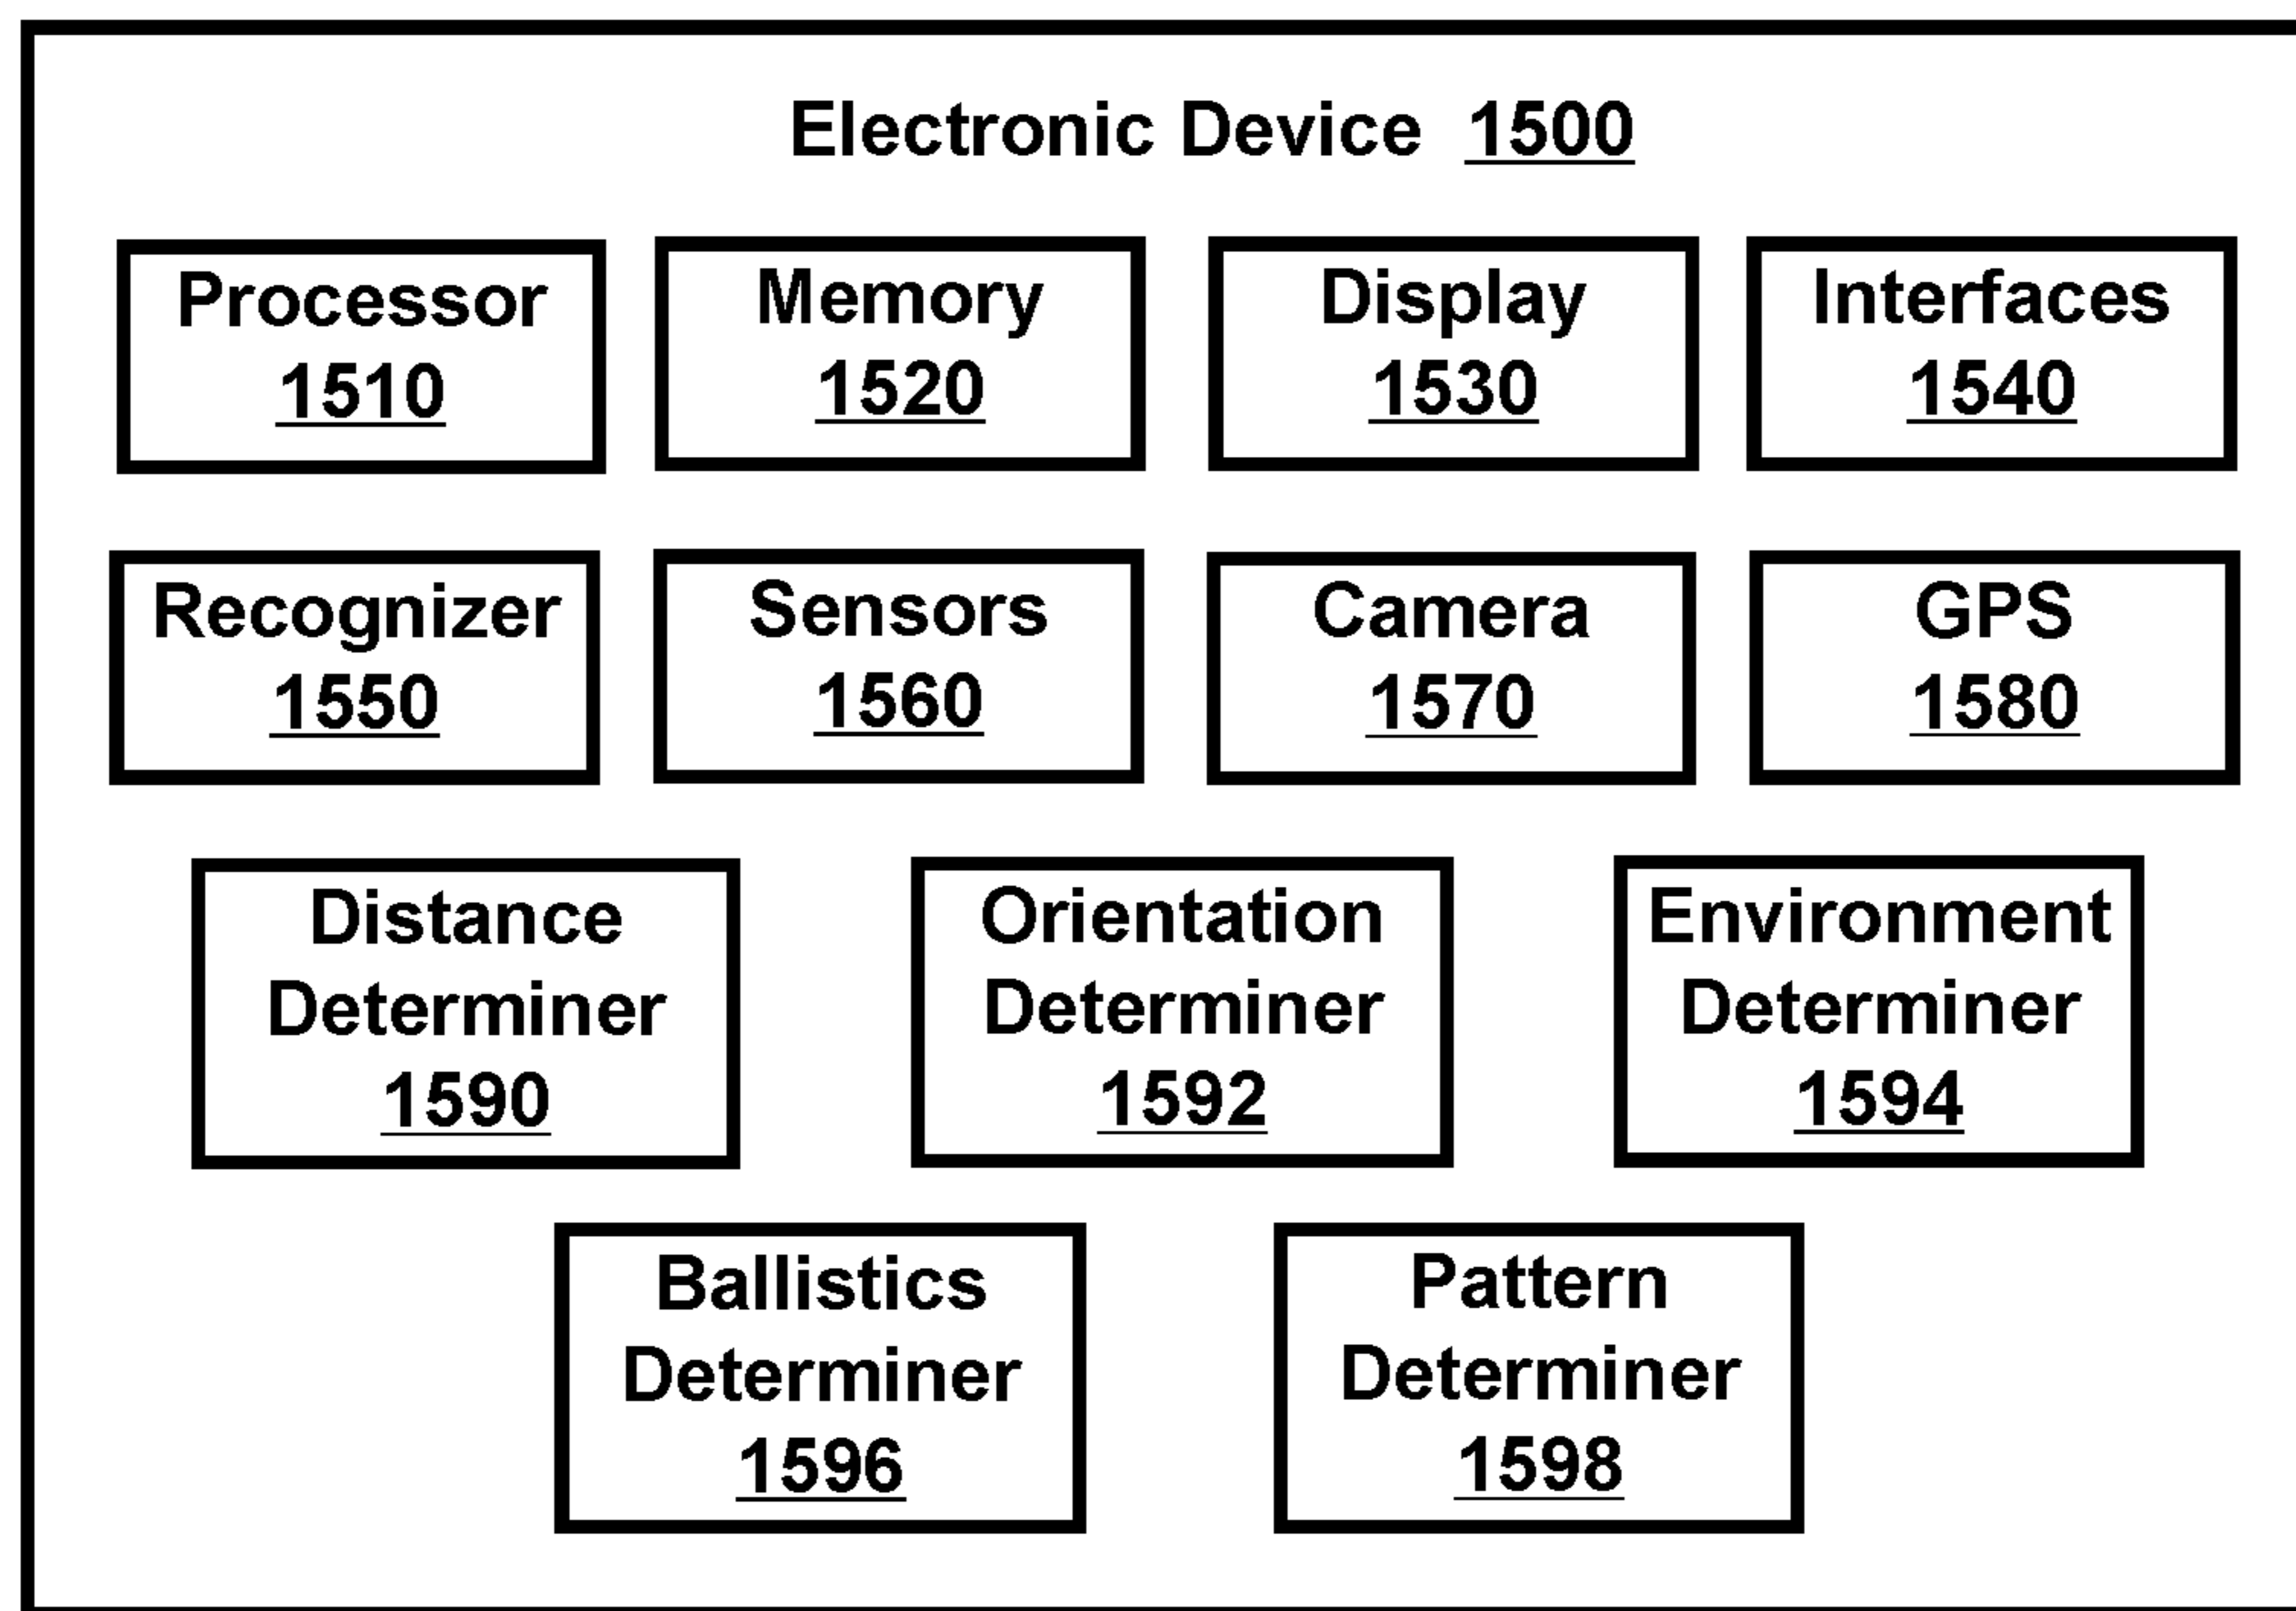 Electronic Device 1500
Processor
1510
Memory
1520
Display
1530
Interfaces
1540
Recognizer
1550
Sensors
1560
Camera
1570
GPS
1580
Distance
Determiner
1590
Orientation
Determiner
1592
Environment
Determiner
1594
Ballistics
Determiner
1596
Pattern
Determiner
1598